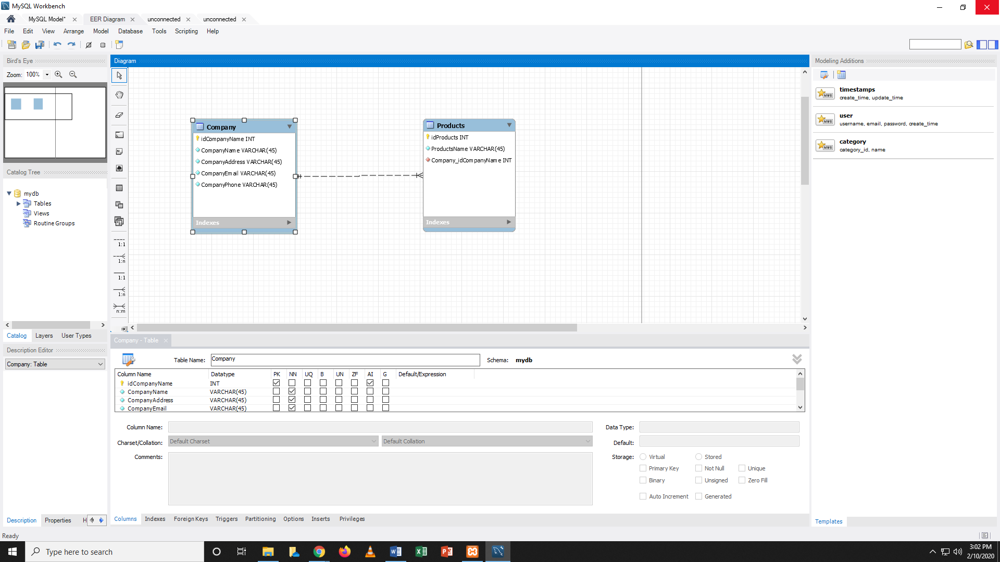 MySQL Workbench
MySQL Model*
EER Diagram
unconnected
unconnected
File Edit View Arrange Model Database Tools Scripting Help
Bird's Eye
Zoom: 100%
Catalog Tree
mydb
Tables
Views
Routine Groups
Catalog Layers User Types
Description Editor
Company: Table
Description Properties H
Diagram
1:1
1:n
1:1
1:n
n:m
Company
idCompanyName INT
CompanyName VARCHAR(45)
CompanyAddress VARCHAR(45)
CompanyEmail VARCHAR(45)
CompanyPhone VARCHAR(45)
Indexes
Products
idProducts INT
ProductsName VARCHAR(45)
Company_idCompanyName INT
Indexes
Company - Table
Table Name: Company Schema: mydb
Column Name Datatype PK NN UQ B UN ZF AI G Default/Expression
idCompanyName INT
CompanyName VARCHAR(45)
CompanyAddress VARCHAR(45)
CompanyEmail VARCHAR(45)
Column Name: Data Type:
Charset/Collation: Default Charset Default Collation Default:
Comments: Storage: Virtual Stored
Primary Key Not Null Unique
Binary Unsigned Zero Fill
Auto Increment Generated
Columns Indexes Foreign Keys Triggers Partitioning Options Inserts Privileges
Modeling Additions
MWB
timestamps
create_time, update_time
MWB
user
username, email, password, create_time
MWB
category
category_id, name
Templates
Ready
Type here to search
3:02 PM
2/10/2020